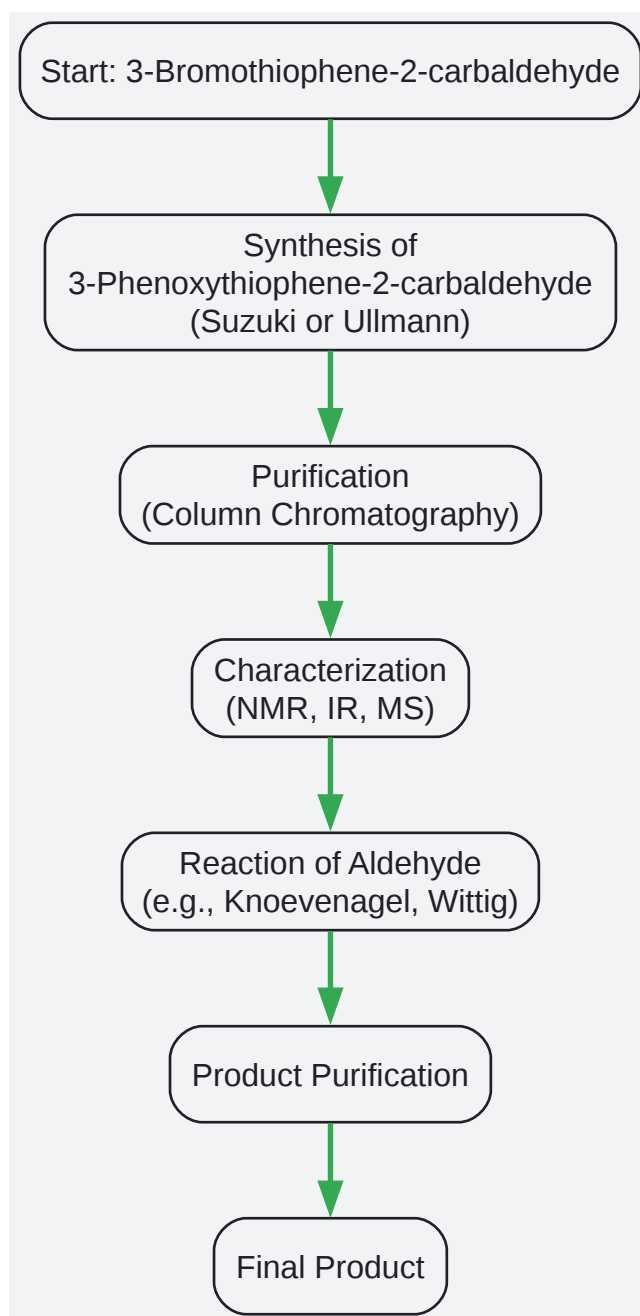 Start: 3-Bromothiophene-2-carbaldehyde
Synthesis of
3-Phenoxythiophene-2-carbaldehyde
(Suzuki or Ullmann)
Purification
(Column Chromatography)
Characterization
(NMR, IR, MS)
Reaction of Aldehyde
(e.g., Knoevenagel, Wittig)
Product Purification
Final Product